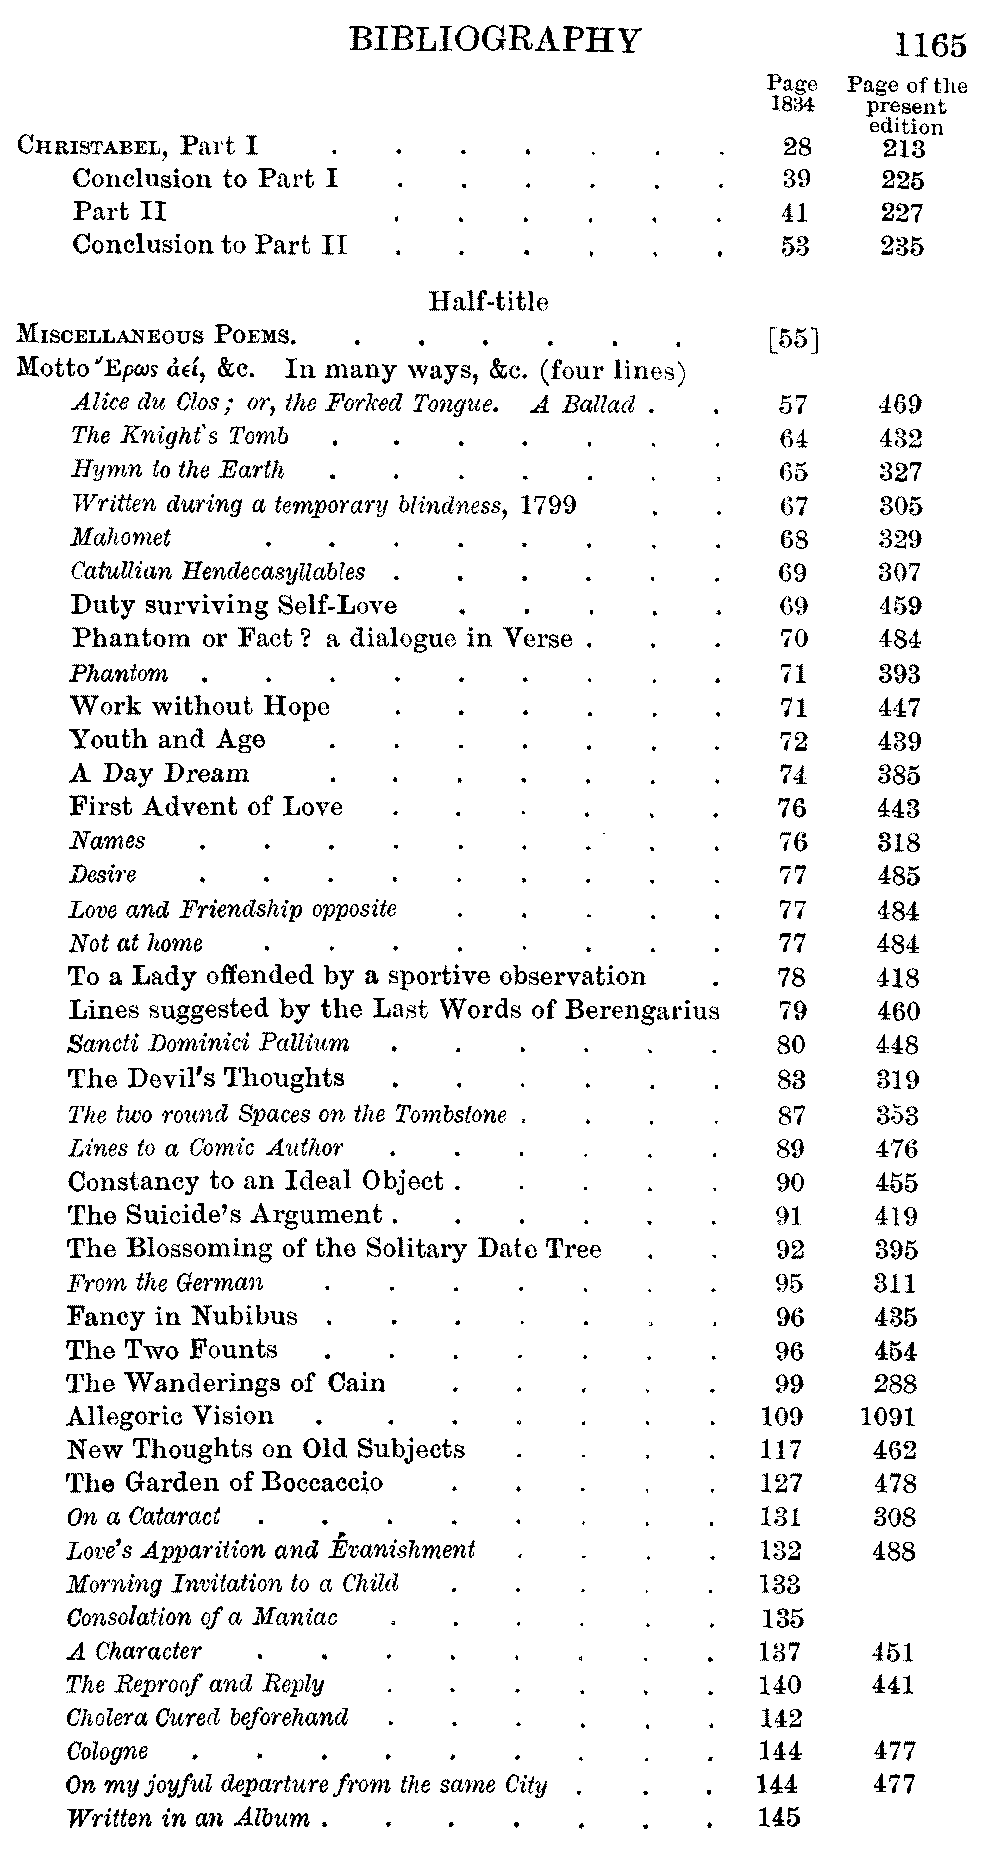 BIBLIOGRAPHY 1165
Page Page of the
1834 present
edition
CHRISTABEL, Part I . . . . . . . 28 213
Conclusion to Part I . . . . . . 39 225
Part II . . . . . . 41 227
Conclusion to Part II . . . . . . 53 235
Half-title
MISCELLANEOUS POEMS. . . . . . . [55]
Motto Ἔρως ἀεί, &c. In many ways, &c. (four lines)
Alice du Clos; or, the Forked Tongue. A Ballad . . 57 469
The Knight's Tomb . . . . . . . 64 432
Hymn to the Earth . . . . . . . 65 327
Written during a temporary blindness, 1799 . . 67 305
Mahomet . . . . . . . . 68 329
Catullian Hendecasyllables . . . . . . 69 307
Duty surviving Self-Love . . . . . 69 459
Phantom or Fact? a dialogue in Verse . . . 70 484
Phantom . . . . . . . . . 71 393
Work without Hope . . . . . . 71 447
Youth and Age . . . . . . . 72 439
A Day Dream . . . . . . . 74 385
First Advent of Love . . . . . . 76 443
Names . . . . . . . . . 76 318
Desire . . . . . . . . . 77 485
Love and Friendship opposite . . . . . 77 484
Not at home . . . . . . . . 77 484
To a Lady offended by a sportive observation . 78 418
Lines suggested by the Last Words of Berengarius 79 460
Sancti Dominici Pallium . . . . . . 80 448
The Devil's Thoughts . . . . . . 83 319
The two round Spaces on the Tombstone . . . . 87 353
Lines to a Comic Author . . . . . . 89 476
Constancy to an Ideal Object . . . . . 90 455
The Suicide's Argument . . . . . . 91 419
The Blossoming of the Solitary Date Tree . . 92 395
From the German . . . . . . . 95 311
Fancy in Nubibus . . . . . . . 96 435
The Two Founts . . . . . . . 96 454
The Wanderings of Cain . . . . . 99 288
Allegoric Vision . . . . . . . 109 1091
New Thoughts on Old Subjects . . . . 117 462
The Garden of Boccaccio . . . . . 127 478
On a Cataract . . . . . . . . 131 308
Love's Apparition and Évanishment . . . . 132 488
Morning Invitation to a Child . . . . . 133
Consolation of a Maniac . . . . . . 135
A Character . . . . . . . . 137 451
The Reproof and Reply . . . . . . 140 441
Cholera Cured beforehand . . . . . . 142
Cologne . . . . . . . . . 144 477
On my joyful departure from the same City . . . 144 477
Written in an Album . . . . . . . 145